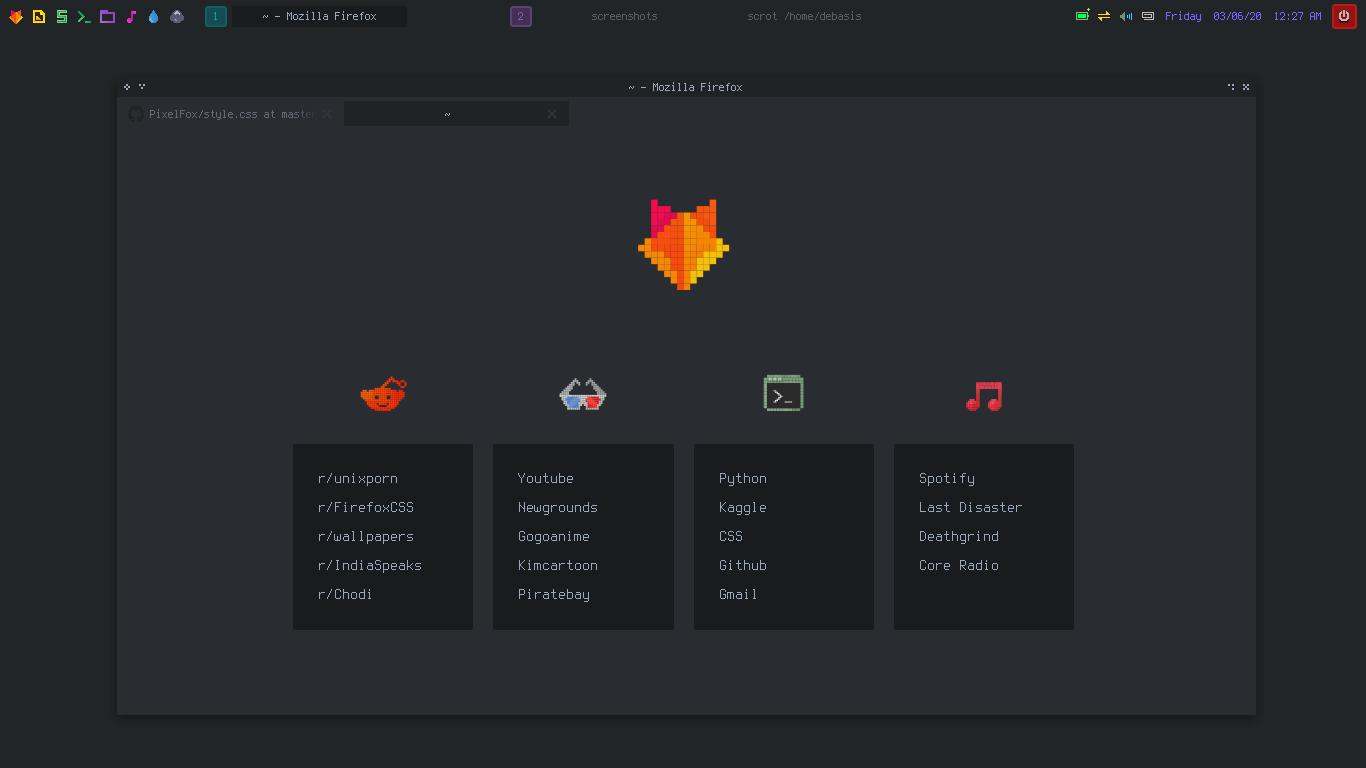 1 ~ - Mozilla Firefox 2 screenshots scrot /home/debasis Friday 03/06/20 12:27 AM
~ - Mozilla Firefox
PixelFox/style.css at master ~
r/unixporn
r/FirefoxCSS
r/wallpapers
r/IndiaSpeaks
r/Chodi
Youtube
Newgrounds
Gogoanime
Kimcartoon
Piratebay
>_
Python
Kaggle
CSS
Github
Gmail
Spotify
Last Disaster
Deathgrind
Core Radio